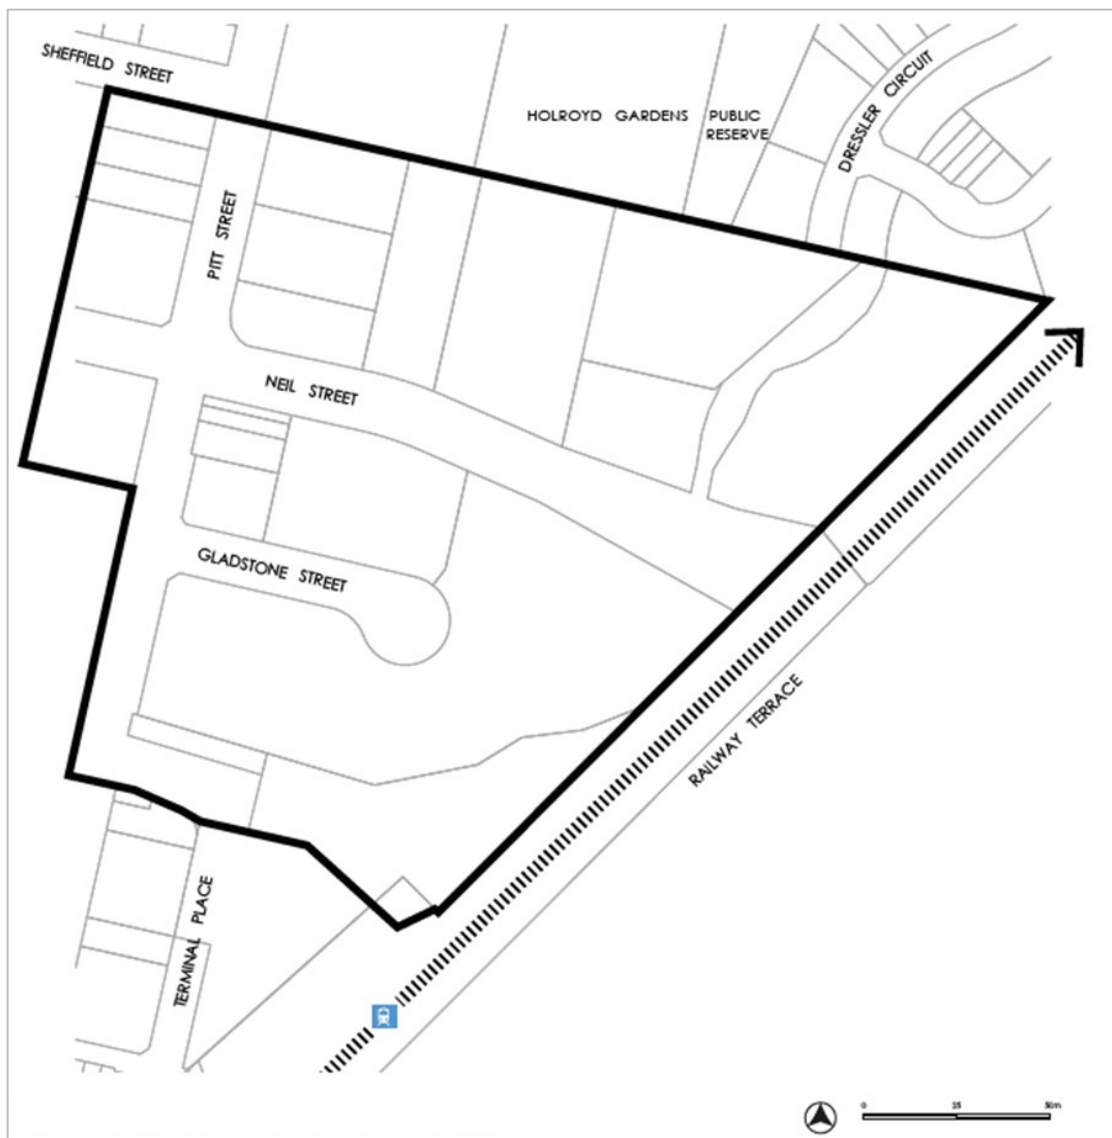 SHEFFIELD STREET
HOLROYD GARDENS PUBLIC
RESERVE
DRESSLER CIRCUIT
PITT STREET
NEIL STREET
GLADSTONE STREET
RAILWAY TERRACE
TERMINAL PLACE
0 25 50m